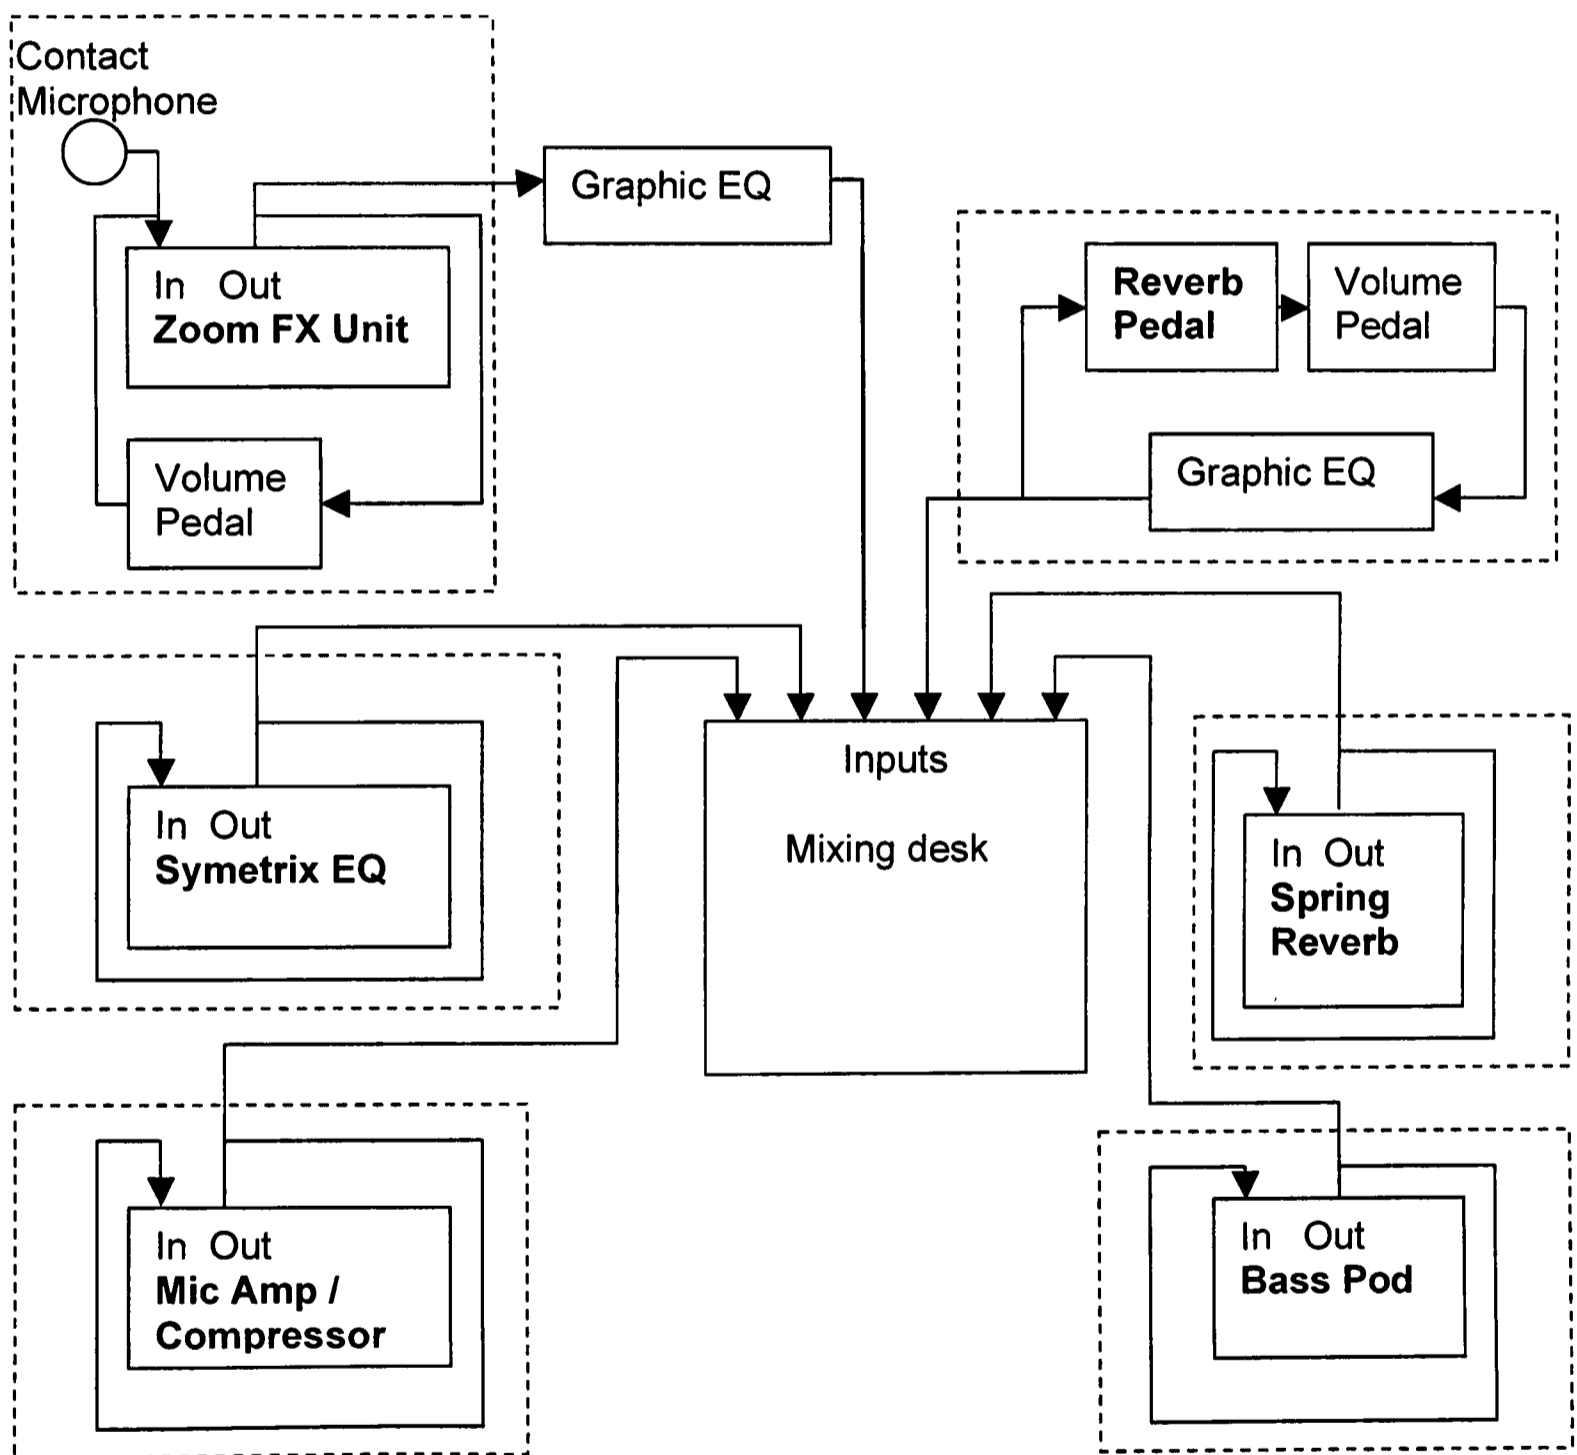 Contact
Microphone
Graphic EQ
In Out
Zoom FX Unit
Volume
Pedal
Reverb
Pedal
Volume
Pedal
Graphic EQ
In Out
Symetrix EQ
Inputs
Mixing desk
In Out
Spring
Reverb
In Out
Mic Amp /
Compressor
In Out
Bass Pod